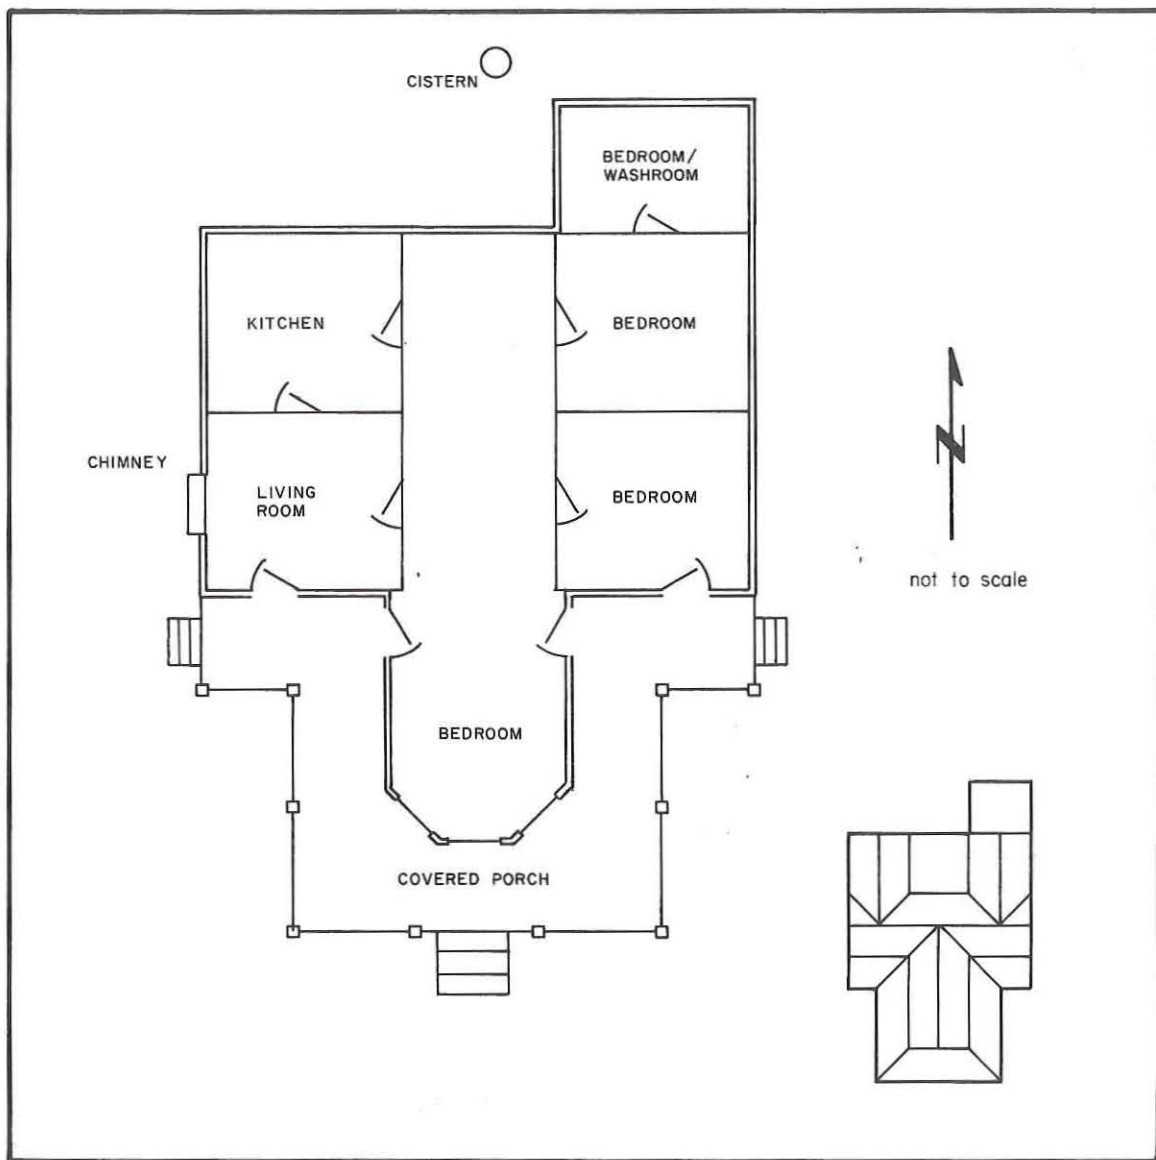 CISTERN
BEDROOM/
WASHROOM
KITCHEN
BEDROOM
CHIMNEY
LIVING
ROOM
BEDROOM
N
not to scale
BEDROOM
COVERED PORCH